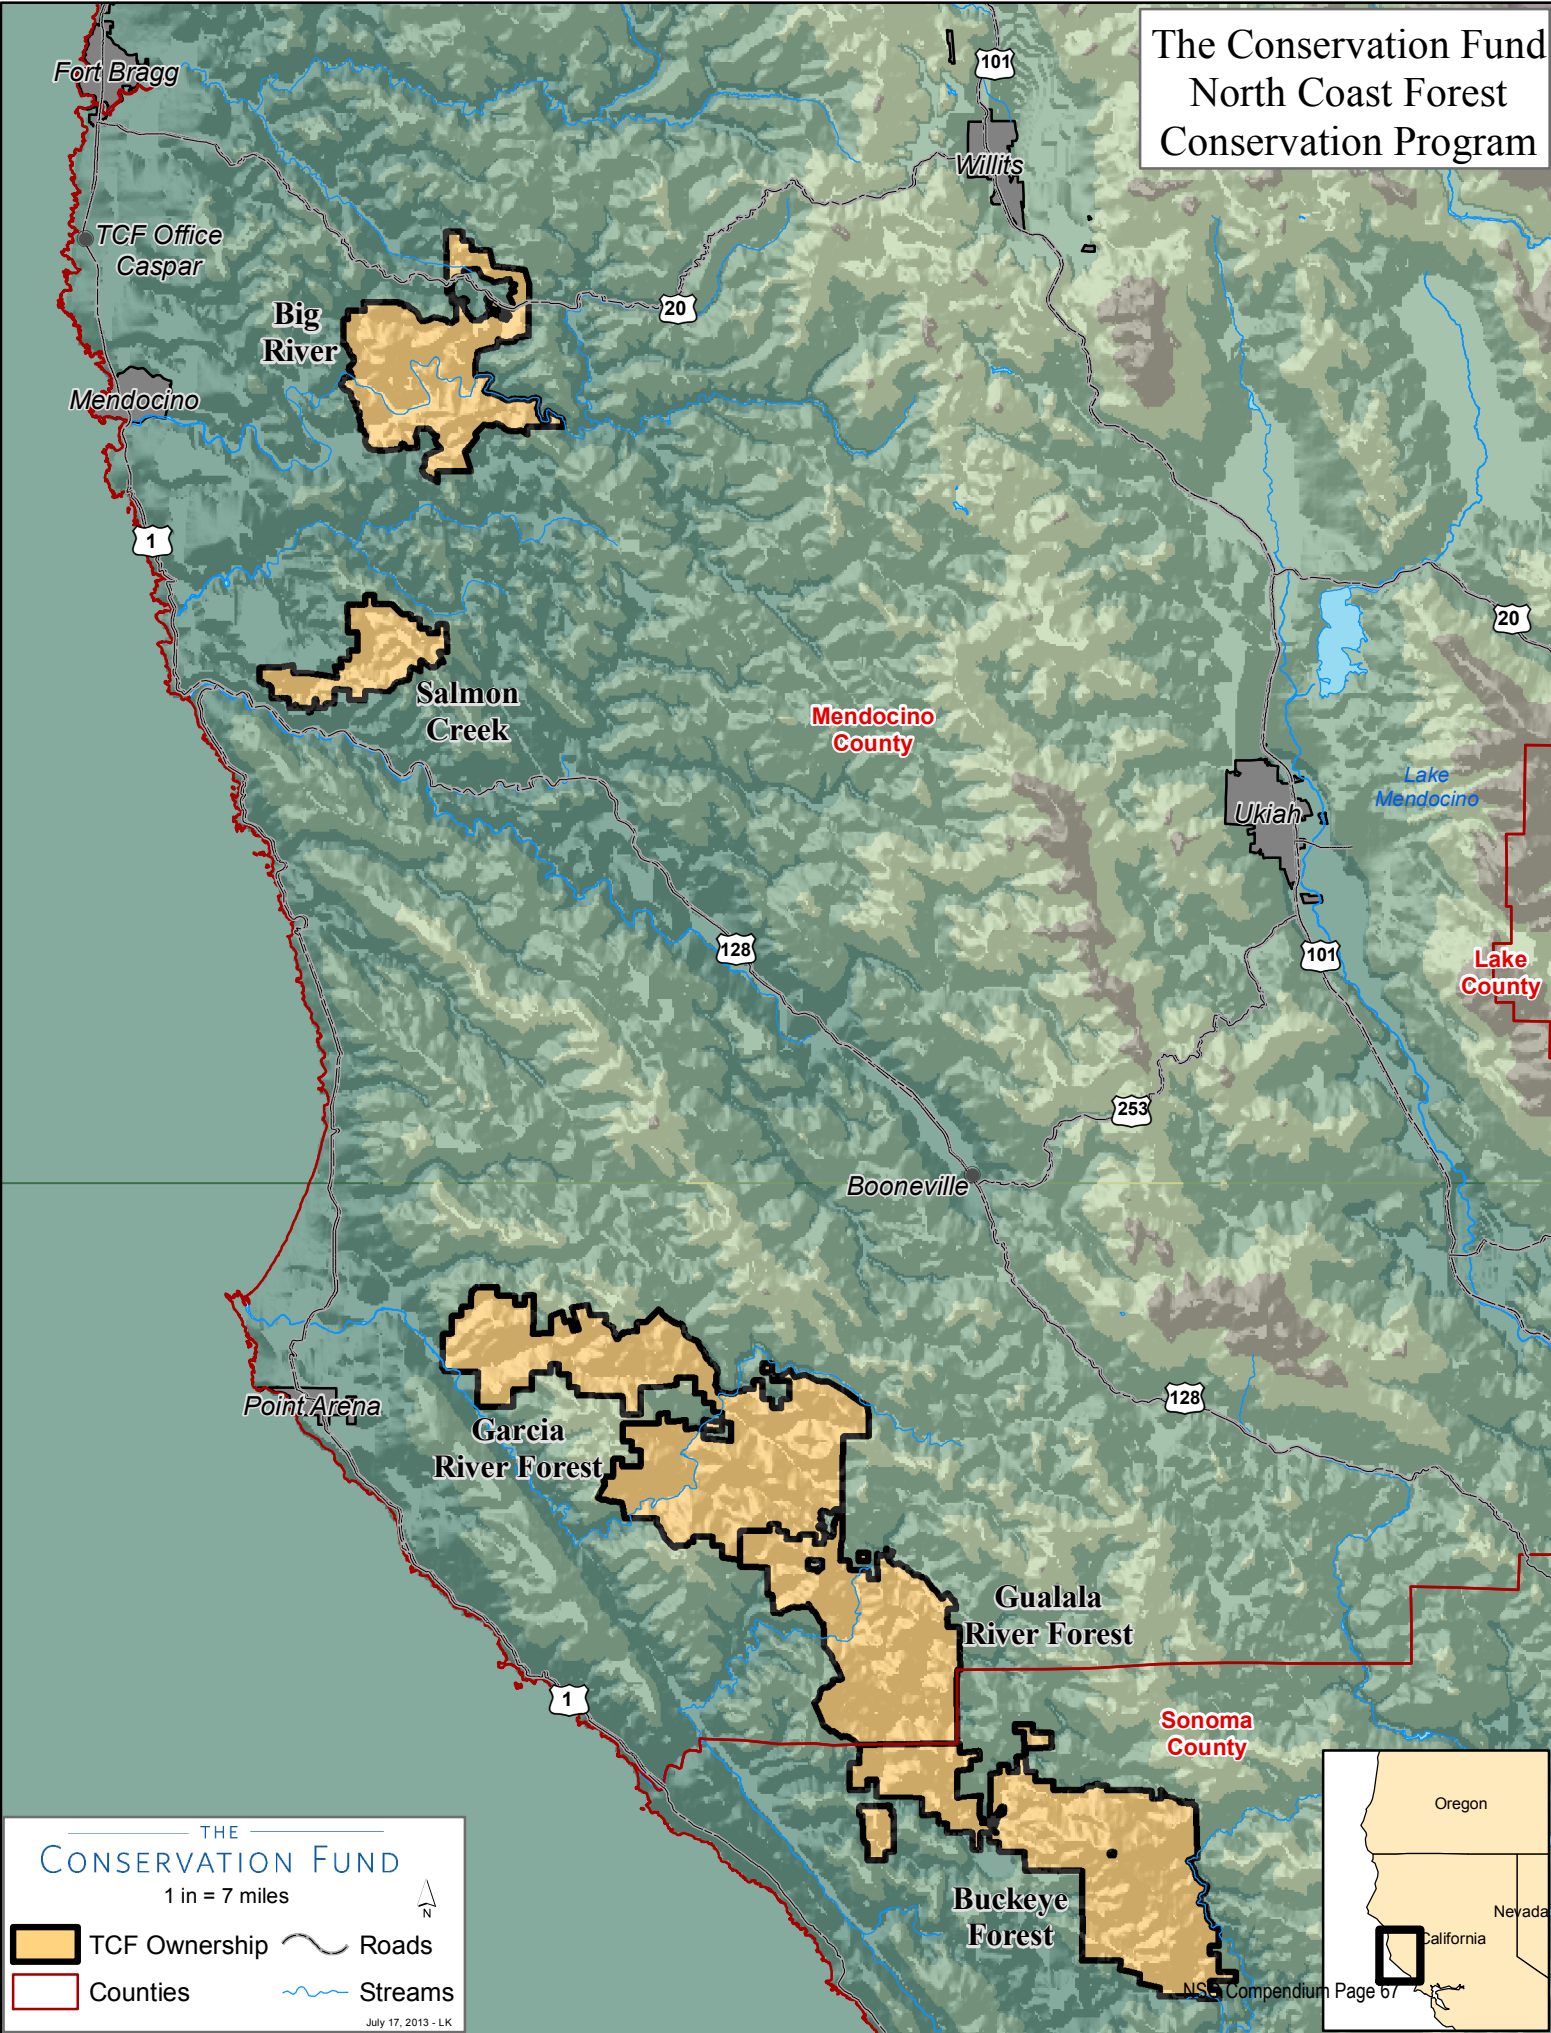 The Conservation Fund
North Coast Forest
Conservation Program
Fort Bragg
101
Willits
TCF Office
Caspar
Big
River
20
Mendocino
1
20
Salmon
Creek
Mendocino
County
Lake
Mendocino
Ukiah
128
101
Lake
County
253
Booneville
Point Arena
128
Garcia
River Forest
Gualala
River Forest
1
Sonoma
County
Buckeye
Forest
THE
CONSERVATION FUND
1 in = 7 miles
N
TCF Ownership
Roads
Counties
Streams
July 17, 2013 - LK
Oregon
Nevada
California
Compendium Page 67